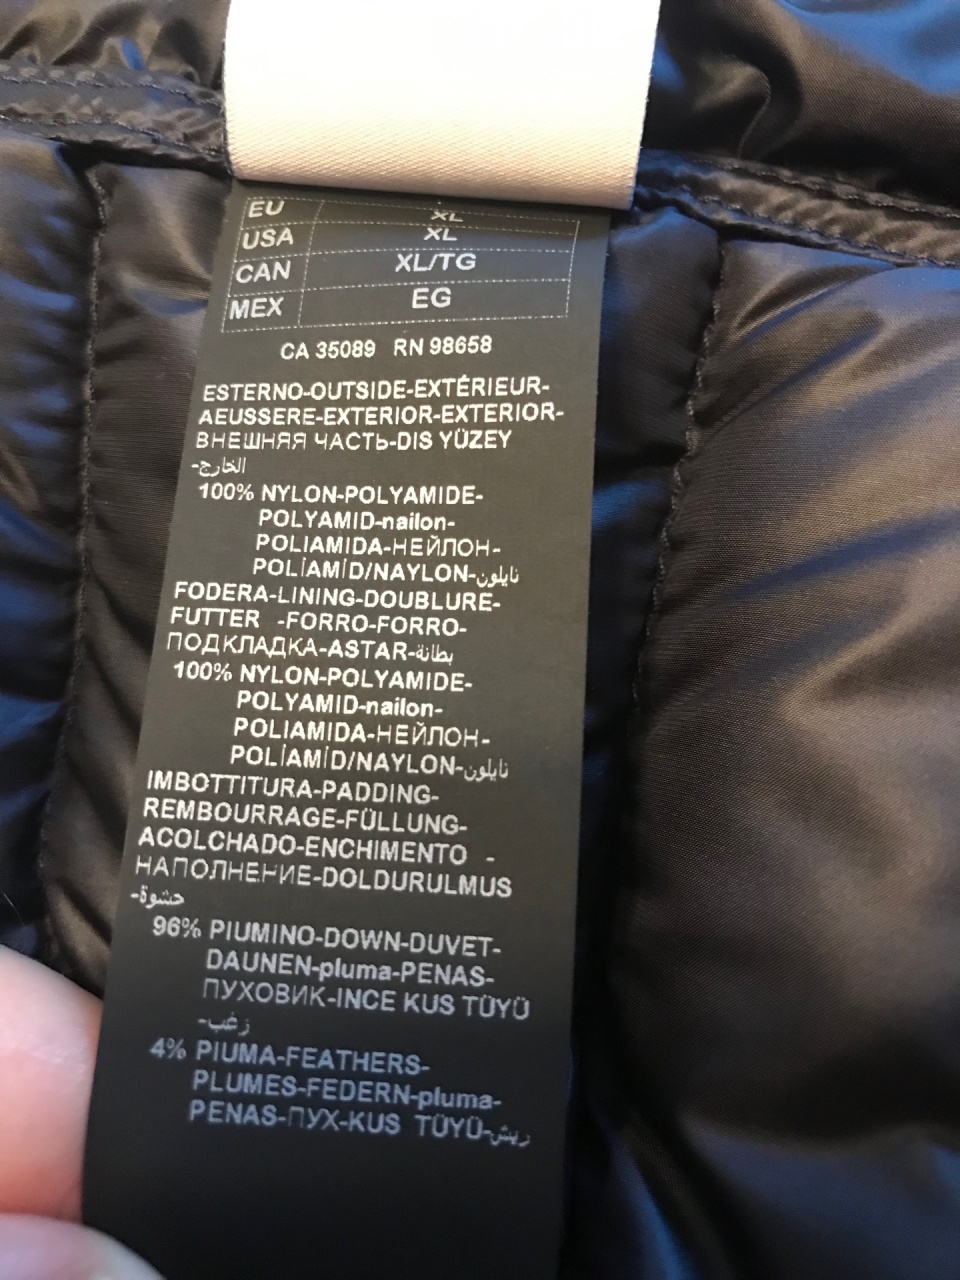 EU XL
USA XL
CAN XL/TG
MEX EG
CA 35089 RN 98658
ESTERNO-OUTSIDE-EXTÉRIEUR-
AEUSSERE-EXTERIOR-EXTERIOR-
ВНЕШНЯЯ ЧАСТЬ-DIS YÜZEY
الخارج-
100% NYLON-POLYAMIDE-
POLYAMID-nailon-
POLIAMIDA-НЕЙЛОН-
POLİAMİD/NAYLON-نايلون
FODERA-LINING-DOUBLURE-
FUTTER -FORRO-FORRO-
ПОДКЛАДКА-ASTAR-بطانة
100% NYLON-POLYAMIDE-
POLYAMID-nailon-
POLIAMIDA-НЕЙЛОН-
POLİAMİD/NAYLON-نايلون
IMBOTTITURA-PADDING-
REMBOURRAGE-FÜLLUNG-
ACOLCHADO-ENCHIMENTO -
НАПОЛНЕНИЕ-DOLDURULMUS
حشوة-
96% PIUMINO-DOWN-DUVET-
DAUNEN-pluma-PENAS-
ПУХОВИК-INCE KUS TÜYÜ
زغب-
4% PIUMA-FEATHERS-
PLUMES-FEDERN-pluma-
PENAS-ПУХ-KUS TÜYÜ-ريش